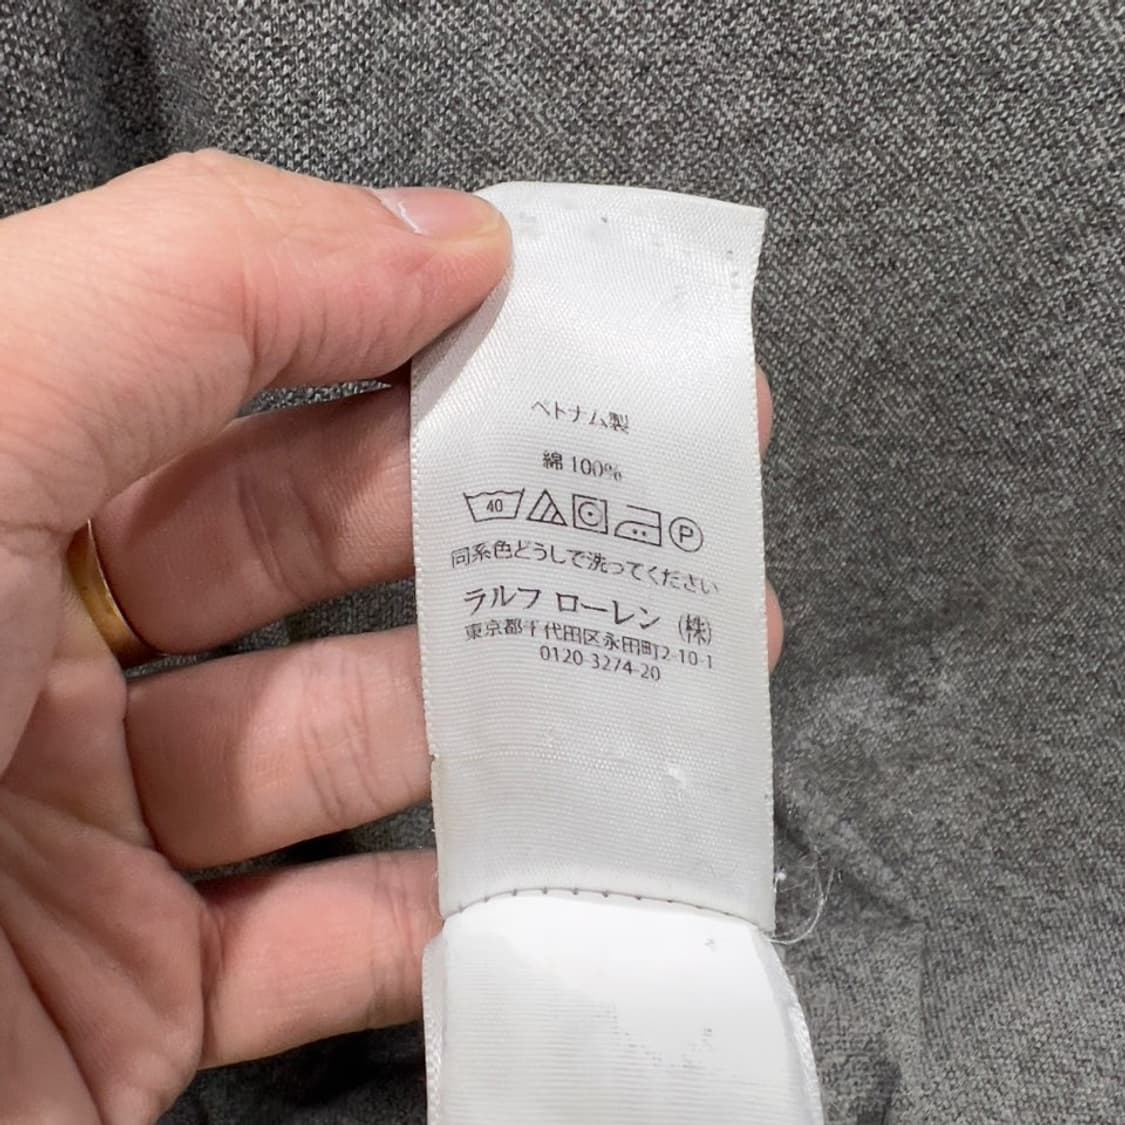 ベトナム製
綿 100%
40 P
同系色どうしで洗ってください
ラルフ ローレン (株)
東京都千代田区永田町2-10-1
0120-3274-20